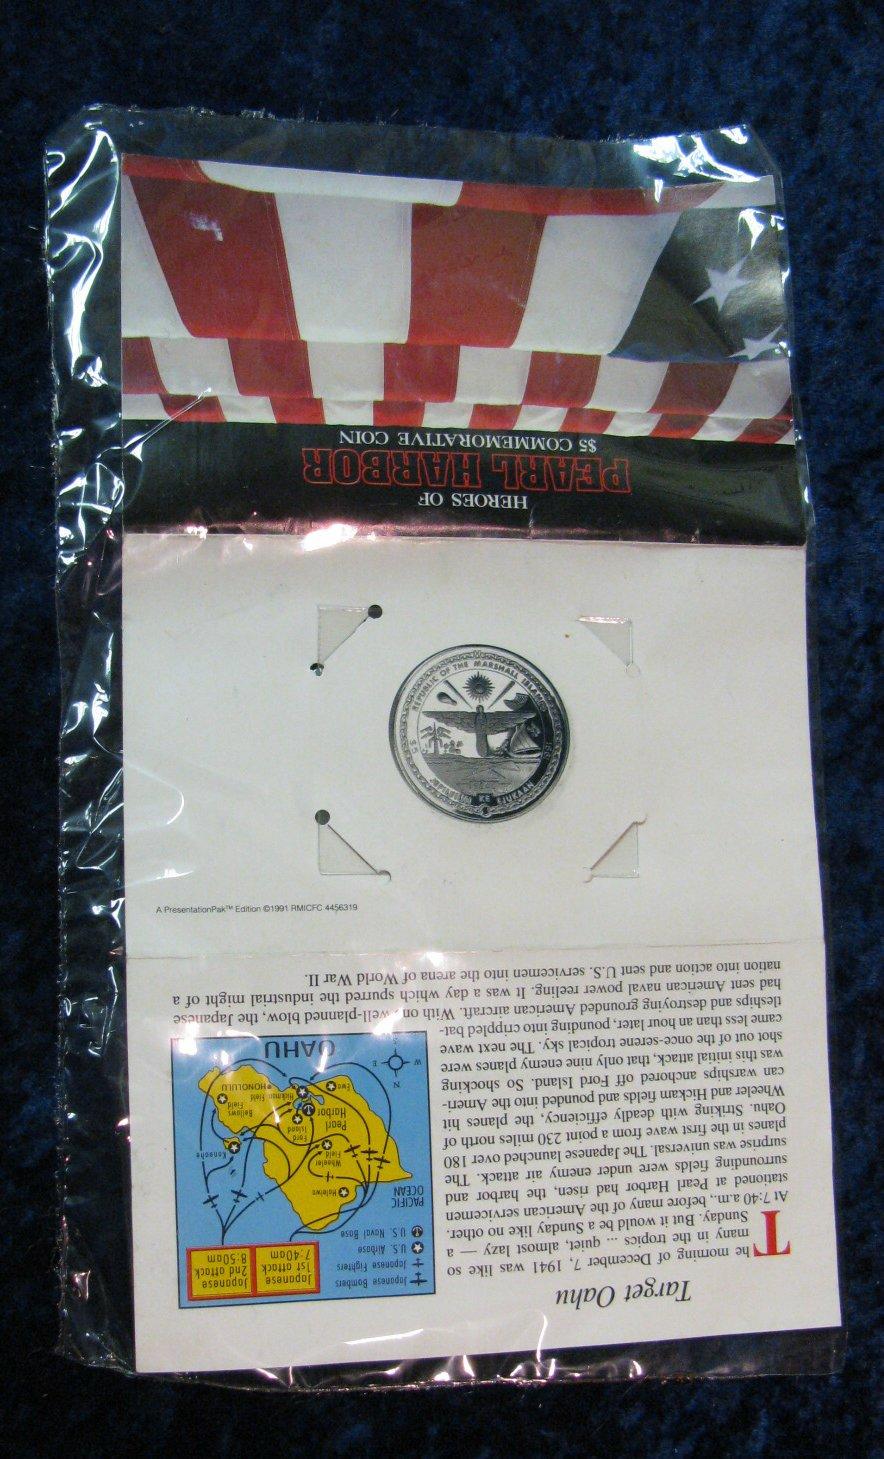 HEROES OF
PEARL HARBOR
$5 COMMEMORATIVE COIN
REPUBLIC OF THE MARSHALL ISLANDS
$5
JEPILPILIN KE EJUKAAN
A PresentationPak™ Edition ©1991 RMICFC 4456319
Target Oahu
The morning of December 7, 1941 was like so
many in the tropics ... quiet, almost lazy — a
Sunday. But it would be a Sunday like no other.
At 7:40 a.m., before many of the American servicemen
stationed at Pearl Harbor had risen, the harbor and
surrounding fields were under enemy air attack. The
surprise was universal. The Japanese launched over 180
planes in the first wave from a point 230 miles north of
Oahu. Striking with deadly efficiency, the planes hit
Wheeler and Hickam fields and pounded into the Ameri-
can warships anchored off Ford Island. So shocking
was this initial attack, that only nine enemy planes were
shot out of the once-serene tropical sky. The next wave
came less than an hour later, pounding into crippled bat-
tleships and destroying grounded American aircraft. With one well-planned blow, the Japanese
had sent American naval power reeling. It was a day which spurred the industrial might of a
nation into action and sent U.S. servicemen into the arena of World War II.
Japanese
1st attack
7:40am
Japanese
2nd attack
8:50am
Japanese Bombers
Japanese Fighters
U.S. Airbase
U.S. Naval Base
PACIFIC
OCEAN
Haleiwa
Wheeler
Field
Kaneohe
Ford
Island
Pearl
Harbor
Bellows
Field
Hickman Field
Ewa
HONOLULU
N
W
E
OAHU